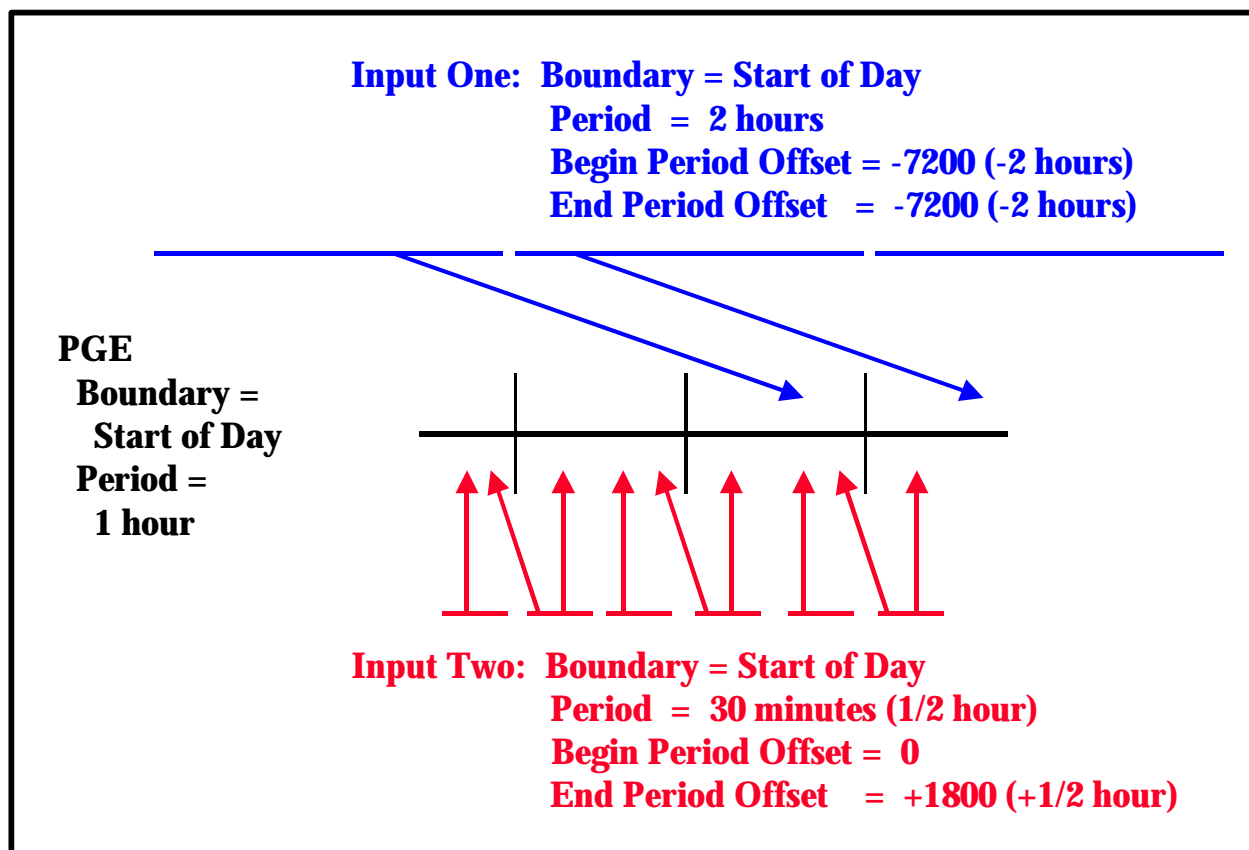 Input One: Boundary = Start of Day
Period = 2 hours
Begin Period Offset = -7200 (-2 hours)
End Period Offset = -7200 (-2 hours)
PGE
Boundary =
Start of Day
Period =
1 hour
Input Two: Boundary = Start of Day
Period = 30 minutes (1/2 hour)
Begin Period Offset = 0
End Period Offset = +1800 (+1/2 hour)